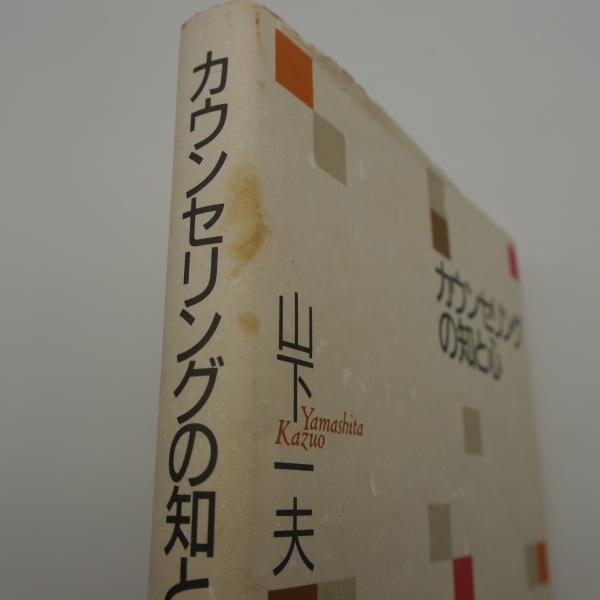 カウンセリングの知と
山下一夫
Yamashita
Kazuo
カウンセリング
の知と心